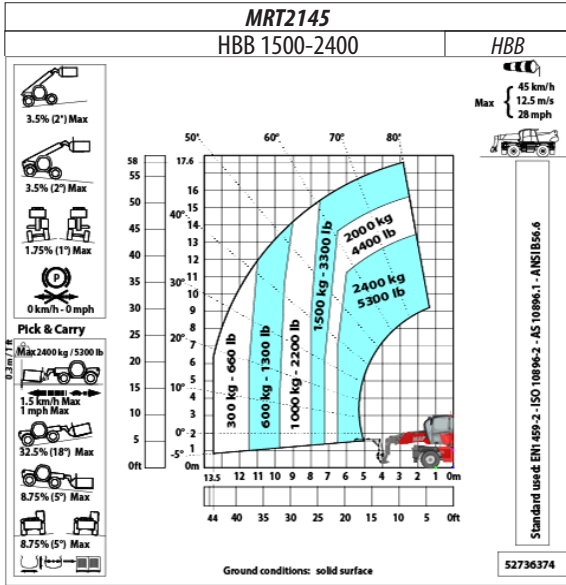 MRT2145
HBB 1500-2400 HBB
3.5% (2°) Max
3.5% (2°) Max
1.75% (1°) Max
P
0 km/h - 0 mph
Pick & Carry
0.3 m / 1 ft
Max 2400 kg / 5300 lb
1.5 km/h Max
1 mph Max
32.5% (18°) Max
8.75% (5°) Max
8.75% (5°) Max
Max
45 km/h
12.5 m/s
28 mph
50° 60° 70° 80°
40°
30°
20°
10°
0°
-5°
58
55
50
45
40
35
30
25
20
15
10
5
0ft
17.6
16
15
14
13
12
11
10
9
8
7
6
5
4
3
2
1
0m
300 kg - 660 lb
600 kg - 1300 lb
1000 kg - 2200 lb
1500 kg - 3300 lb
2000 kg
4400 lb
2400 kg
5300 lb
13.5 12 11 10 9 8 7 6 5 4 3 2 1 0m
44 40 35 30 25 20 15 10 5 0ft
Ground conditions: solid surface
Standard used: EN1 459-2 - ISO 10896-2 - AS 10896.1 - ANSI B56.6
52736374